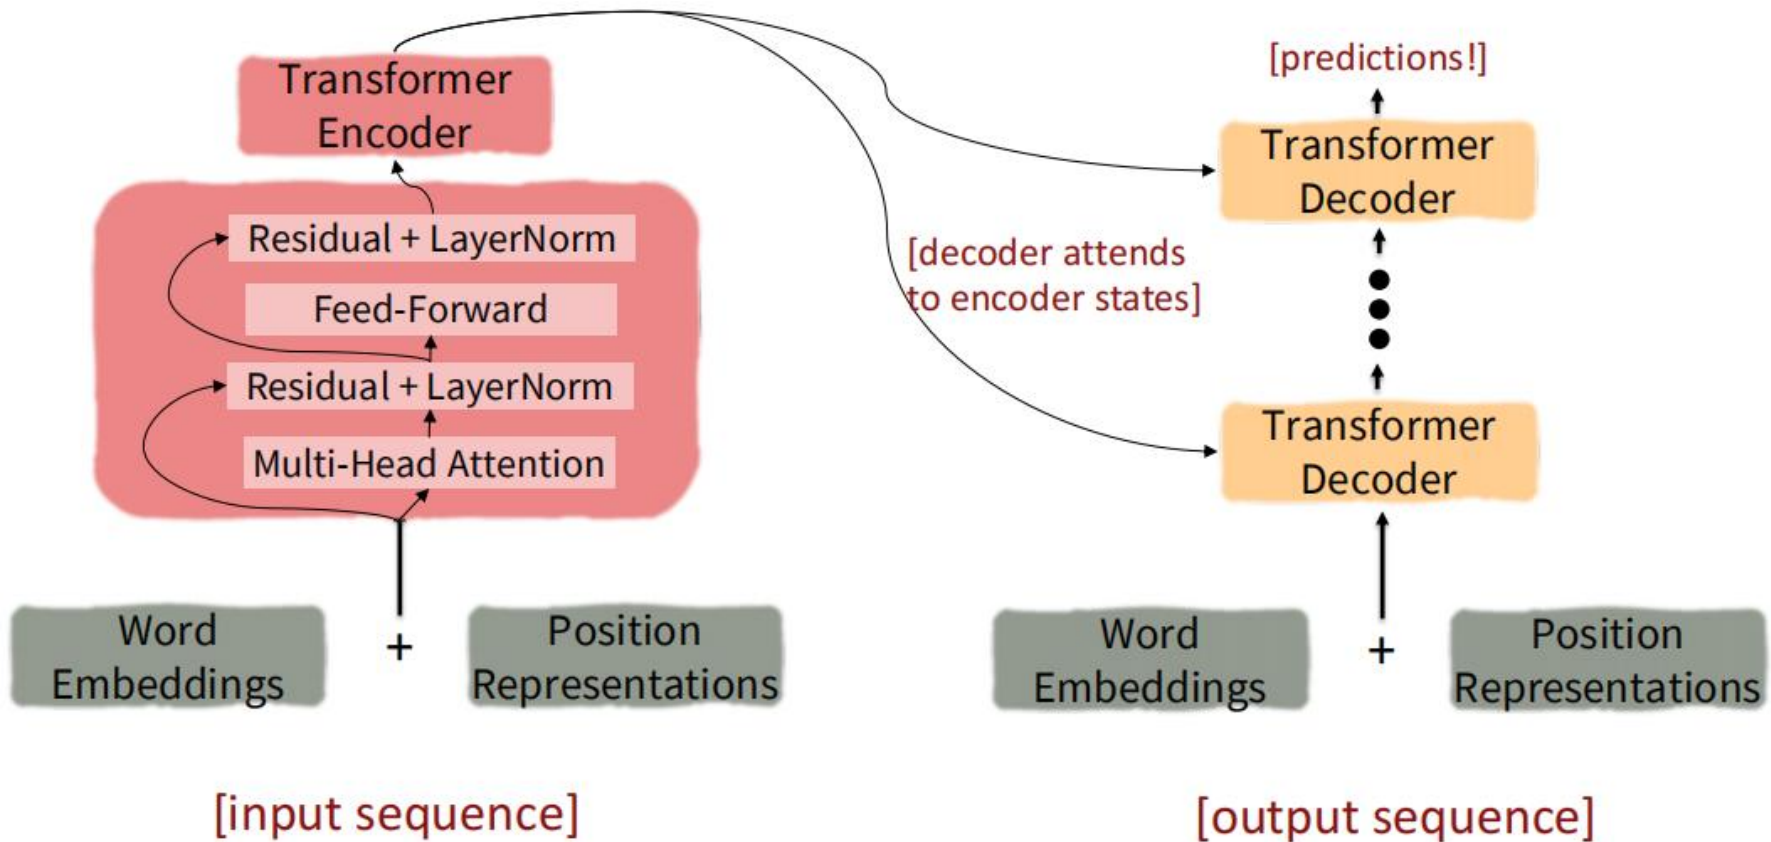 Transformer
Encoder
Residual + LayerNorm
Feed-Forward
Residual + LayerNorm
Multi-Head Attention
Word
Embeddings
+
Position
Representations
[input sequence]
[decoder attends
to encoder states]
[predictions!]
Transformer
Decoder
Transformer
Decoder
Word
Embeddings
+
Position
Representations
[output sequence]